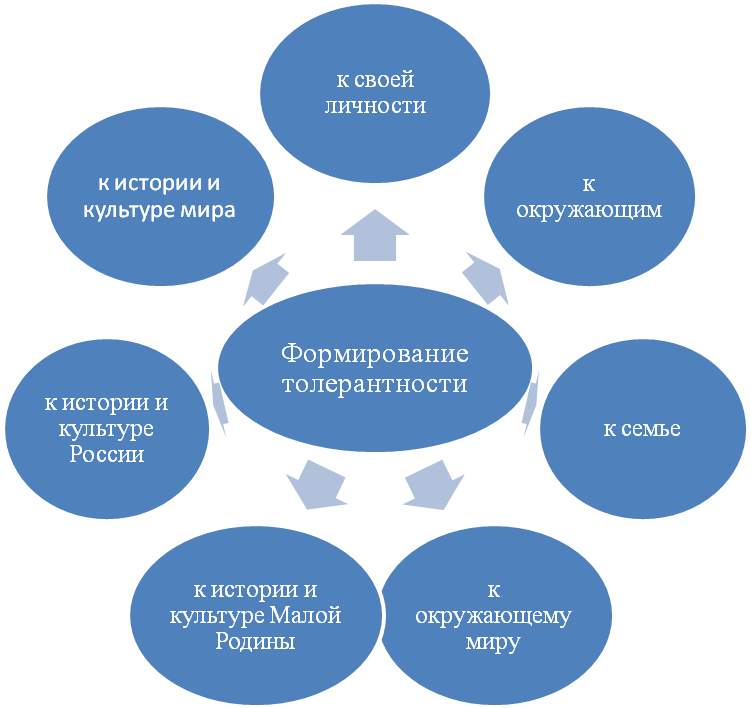 к своей
личности
к
окружающим
к семье
к
окружающему
миру
к истории и
культуре Малой
Родины
к истории и
культуре
России
к истории и
культуре мира
Формирование
толерантности